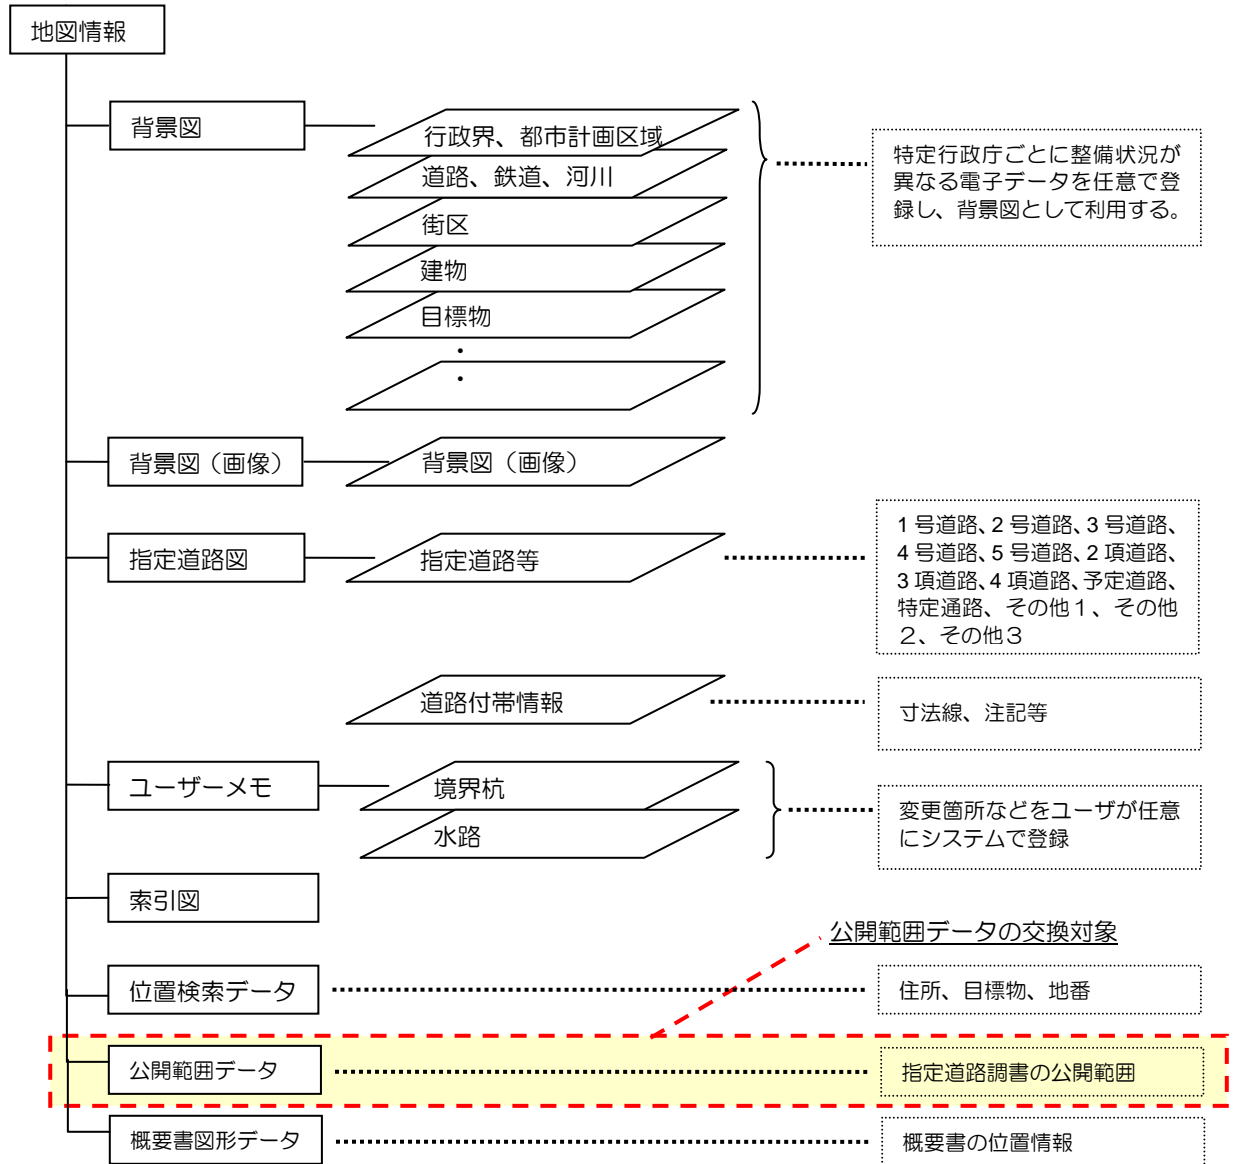 地図情報
背景図
行政界、都市計画区域
道路、鉄道、河川
街区
建物
目標物
・
・
特定行政庁ごとに整備状況が
異なる電子データを任意で登
録し、背景図として利用する。
背景図（画像）
背景図（画像）
指定道路図
指定道路等
1号道路、2号道路、3号道路、
4号道路、5号道路、2項道路、
3項道路、4項道路、予定道路、
特定通路、その他１、その他
２、その他３
道路付帯情報
寸法線、注記等
ユーザーメモ
境界杭
水路
変更箇所などをユーザが任意
にシステムで登録
索引図
公開範囲データの交換対象
位置検索データ
住所、目標物、地番
公開範囲データ
指定道路調書の公開範囲
概要書図形データ
概要書の位置情報